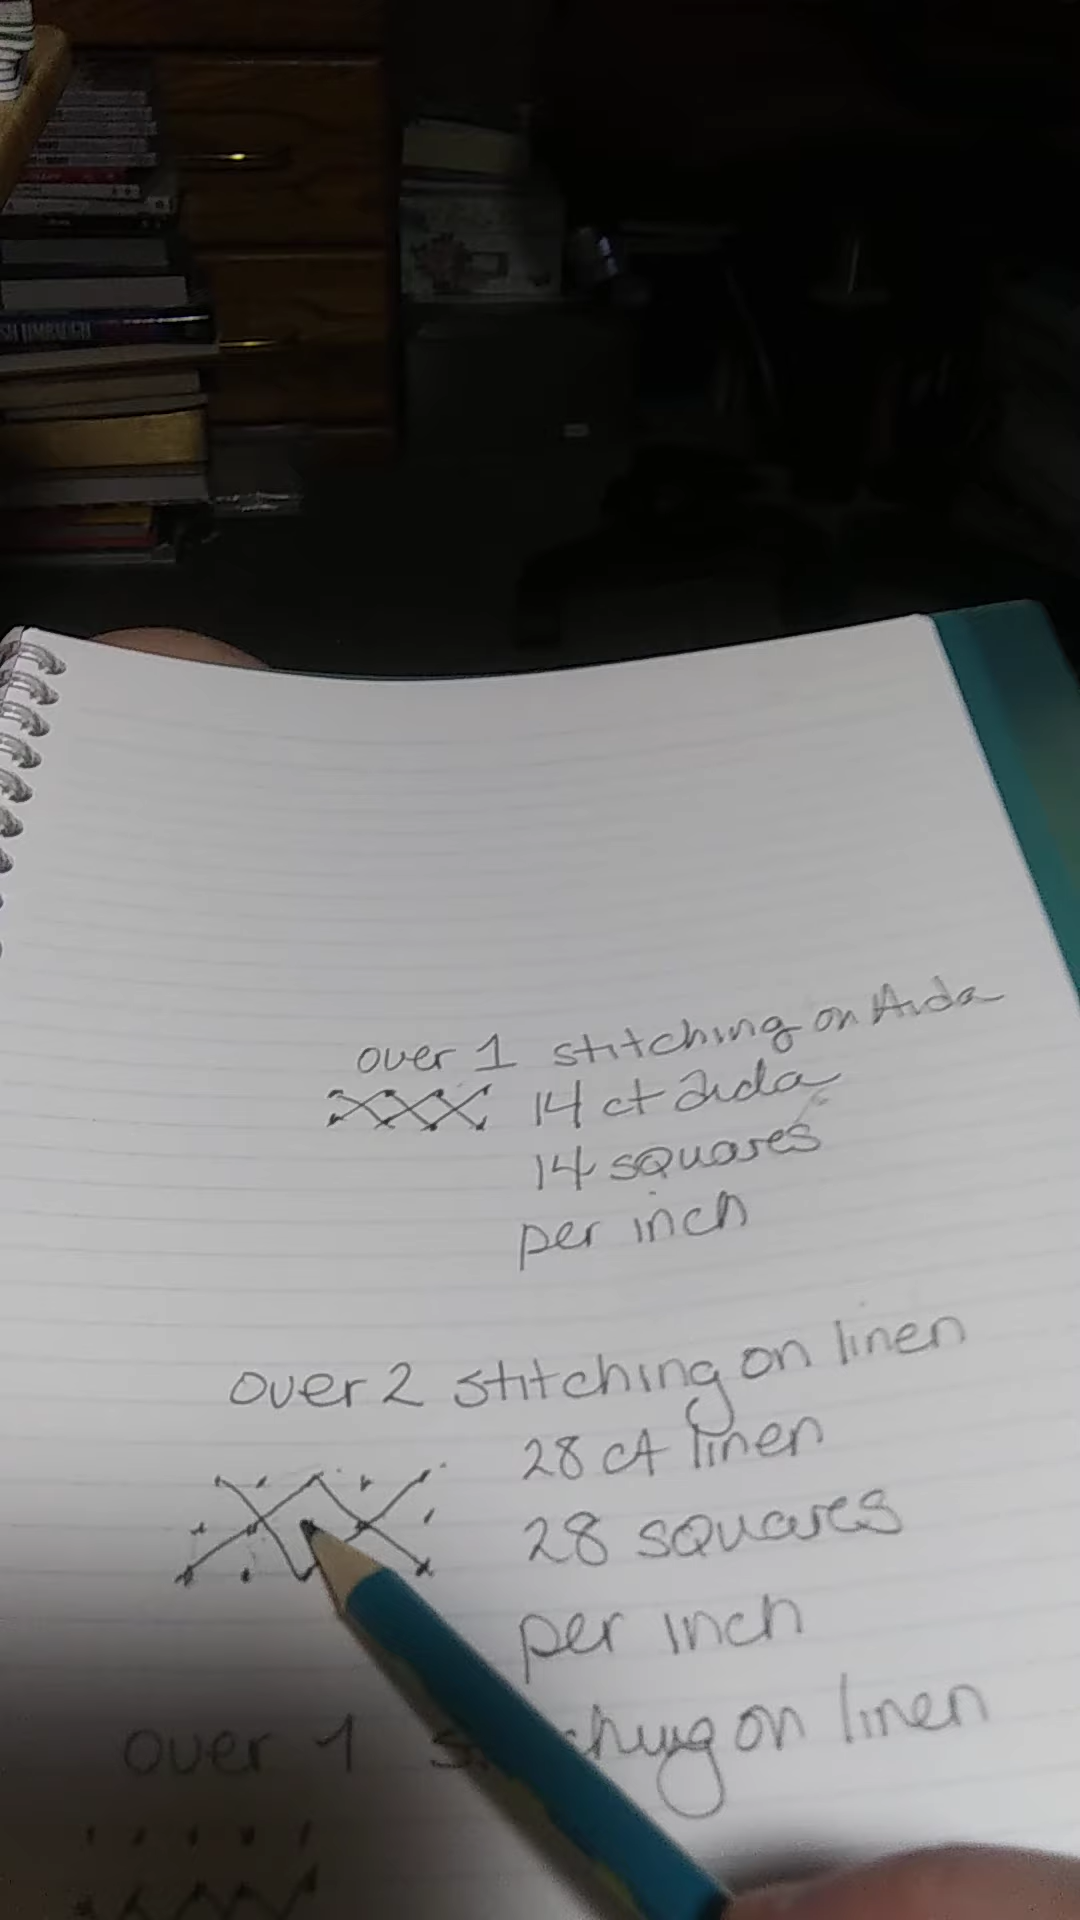 over 1 stitching on Aida
14 ct Aida
14 squares
per inch
over 2 stitching on linen
28 ct linen
28 squares
per inch
over 1 stitching on linen